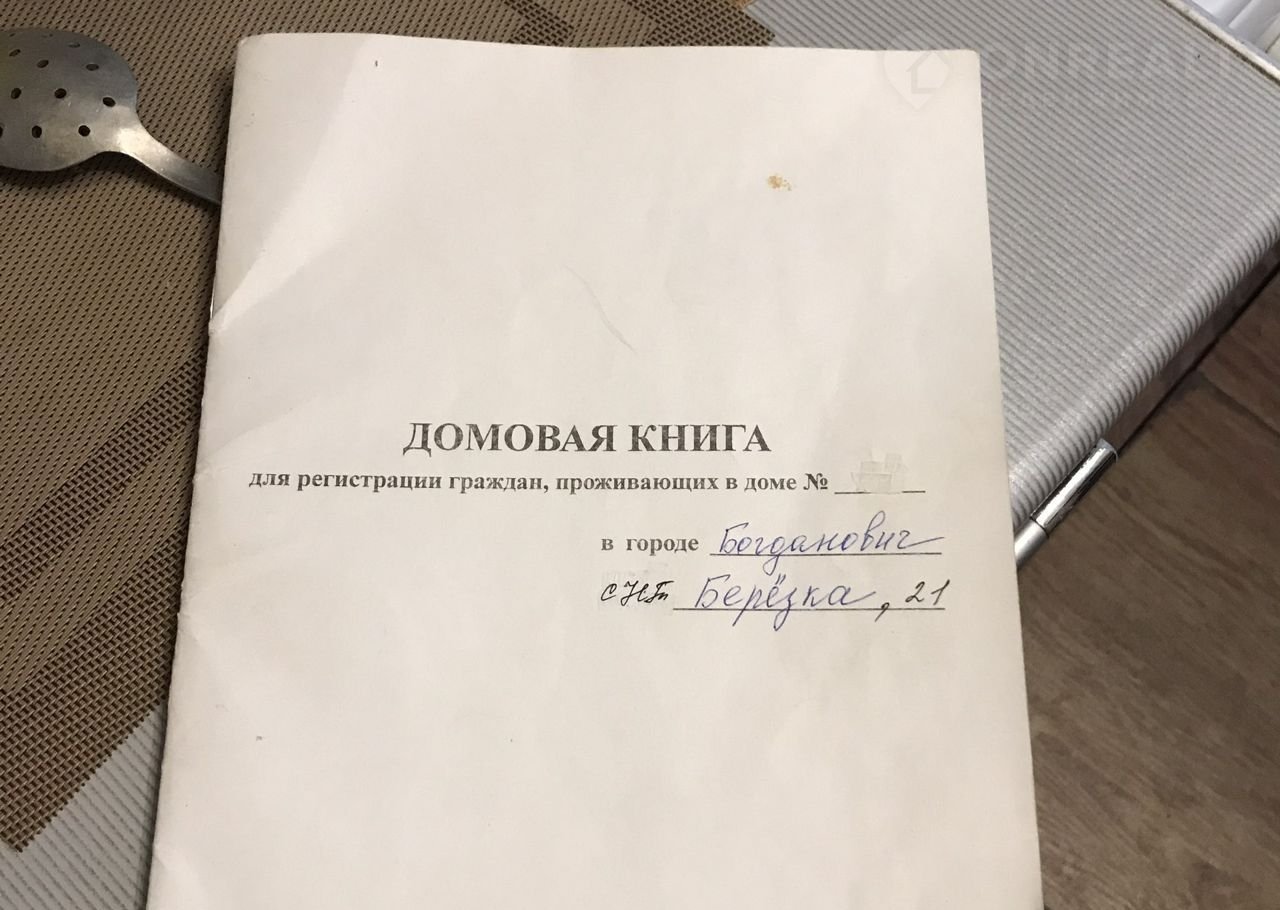 ДОМОВАЯ КНИГА
для регистрации граждан, проживающих в доме №
в городе Богданович
СНТ Берёзка, 21